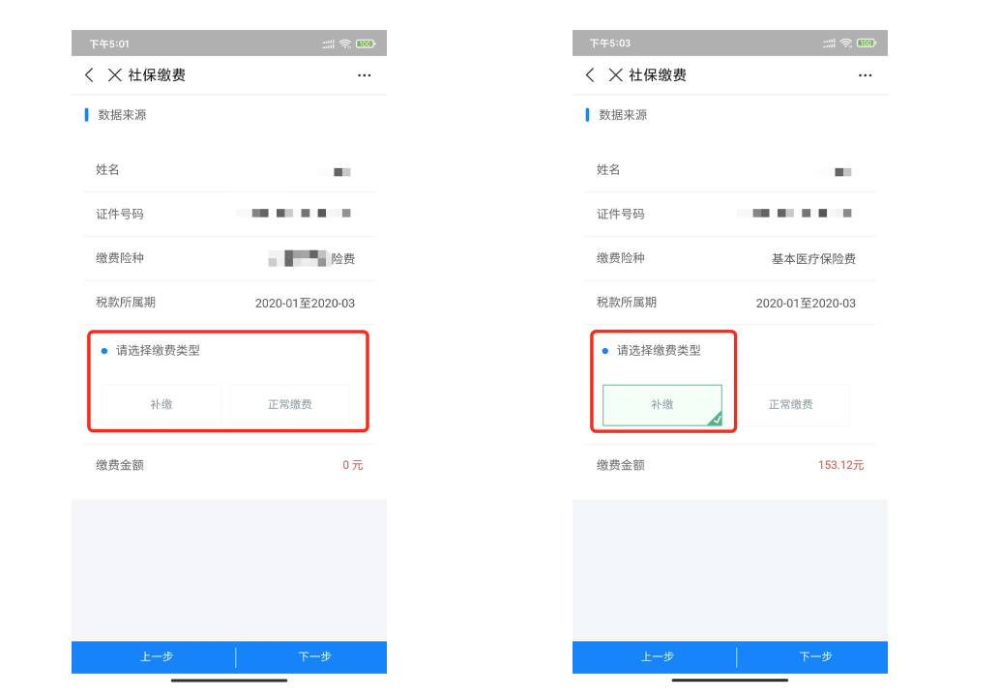 下午5:01
100
社保缴费
数据来源
姓名
证件号码
缴费险种 险费
税款所属期 2020-01至2020-03
请选择缴费类型
补缴 正常缴费
缴费金额 0 元
上一步 下一步
下午5:03
100
社保缴费
数据来源
姓名
证件号码
缴费险种 基本医疗保险费
税款所属期 2020-01至2020-03
请选择缴费类型
补缴 正常缴费
缴费金额 153.12元
上一步 下一步